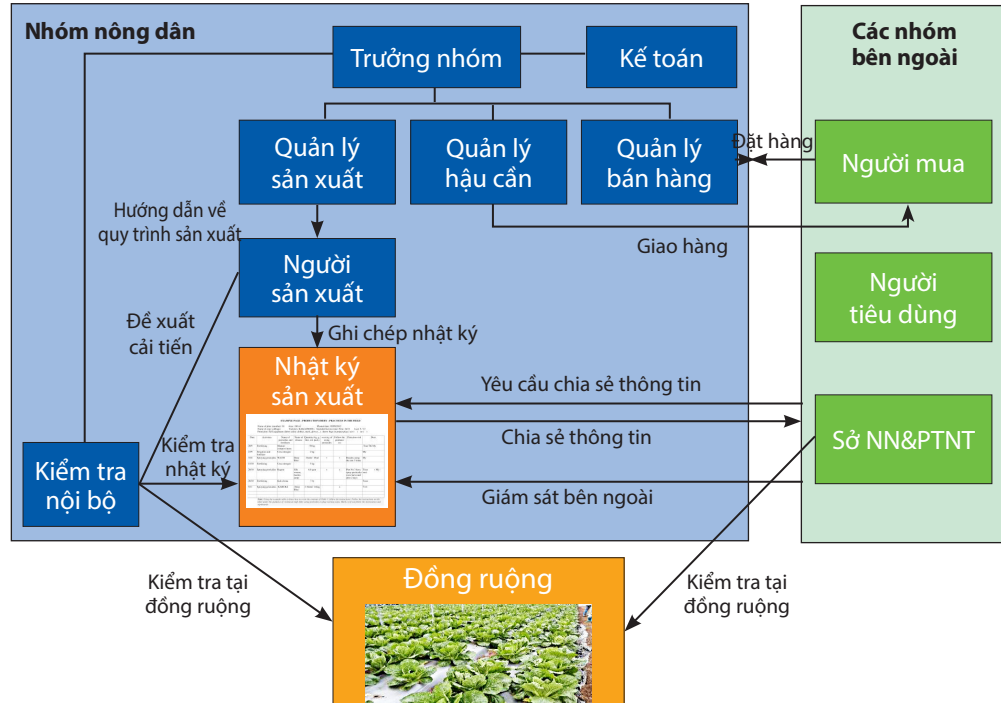 Nhóm nông dân
Các nhóm
bên ngoài
Trưởng nhóm
Kế toán
Quản lý
sản xuất
Quản lý
hậu cần
Quản lý
bán hàng
Đặt hàng
Người mua
Hướng dẫn về
quy trình sản xuất
Giao hàng
Người
sản xuất
Người
tiêu dùng
Đề xuất
cải tiến
Ghi chép nhật ký
Nhật ký
sản xuất
Yêu cầu chia sẻ thông tin
Chia sẻ thông tin
Sở NN&PTNT
Kiểm tra
nhật ký
Kiểm tra
nội bộ
Giám sát bên ngoài
Kiểm tra tại
đồng ruộng
Đồng ruộng
Kiểm tra tại
đồng ruộng